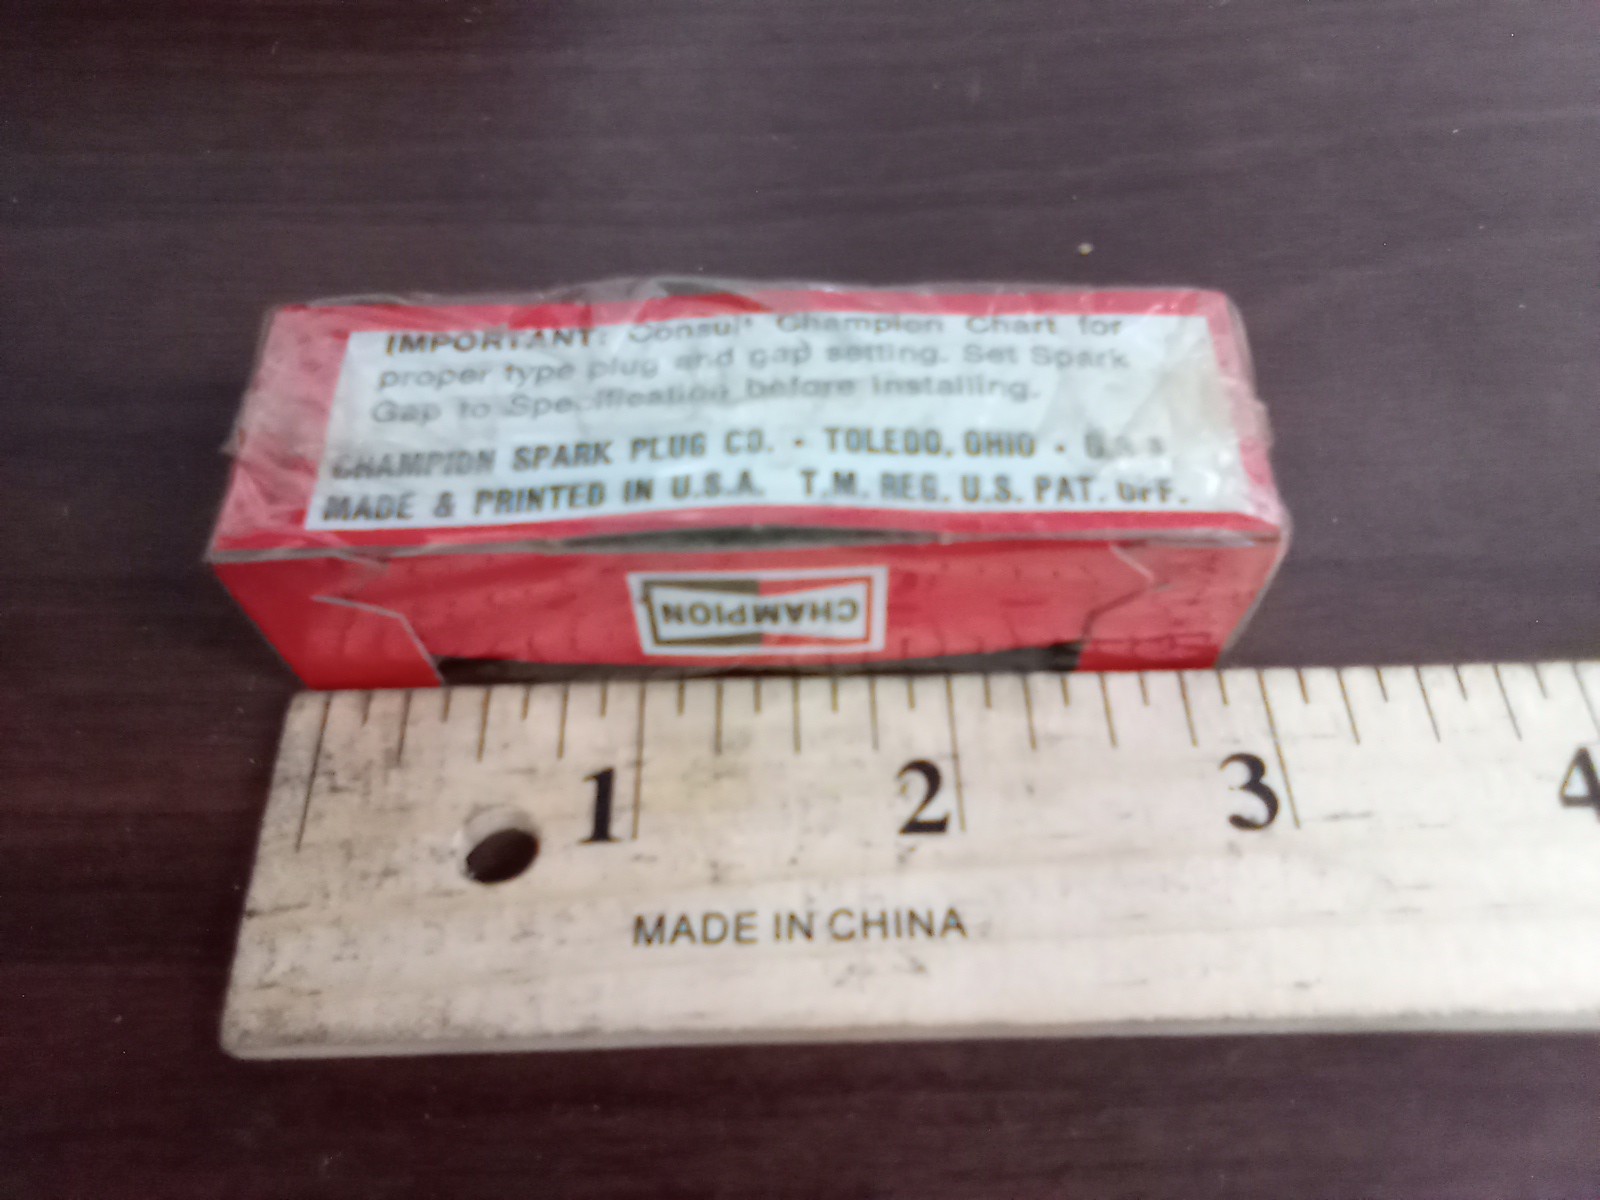 IMPORTANT: Consult Champion Chart for
proper type plug and gap setting. Set Spark
Gap to Specification before installing.
CHAMPION SPARK PLUG CO. - TOLEDO, OHIO -
MADE & PRINTED IN U.S.A. T.M. REG. U.S. PAT. OFF.
CHAMPION
1 2 3 4
MADE IN CHINA